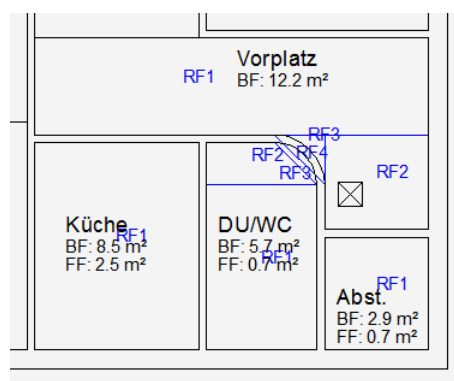 Vorplatz
RF1
BF: 12.2 m²
RF3
RF2
RF4
RF3
RF2
Küche
RF1
BF: 8.5 m²
FF: 2.5 m²
DU/WC
BF: 5.7 m²
RF1
FF: 0.7 m²
RF1
Abst.
BF: 2.9 m²
FF: 0.7 m²